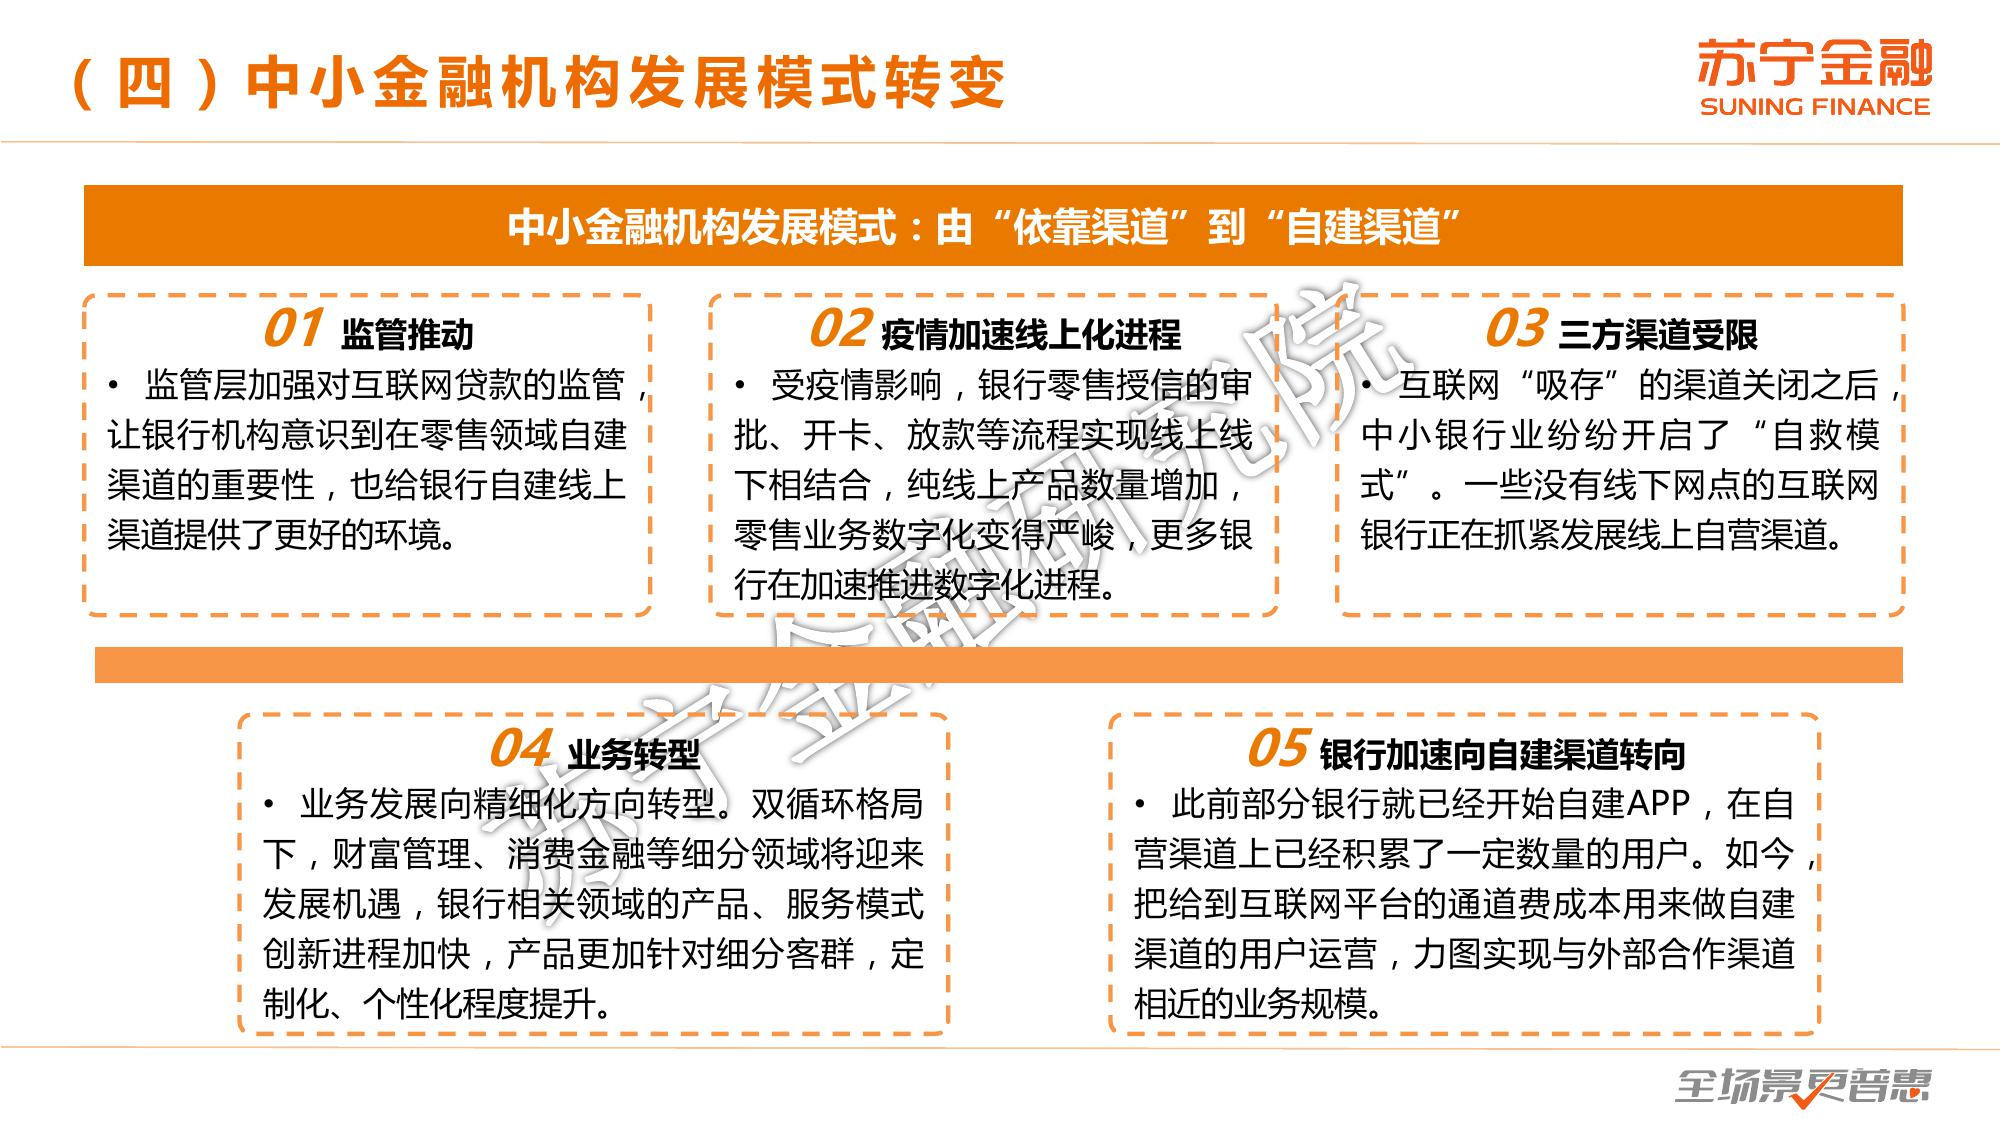 （四）中小金融机构发展模式转变
苏宁金融
SUNING FINANCE
中小金融机构发展模式：由“依靠渠道”到“自建渠道”
01 监管推动
• 监管层加强对互联网贷款的监管，
让银行机构意识到在零售领域自建
渠道的重要性，也给银行自建线上
渠道提供了更好的环境。
02 疫情加速线上化进程
• 受疫情影响，银行零售授信的审
批、开卡、放款等流程实现线上线
下相结合，纯线上产品数量增加，
零售业务数字化变得严峻，更多银
行在加速推进数字化进程。
03 三方渠道受限
• 互联网“吸存”的渠道关闭之后，
中小银行业纷纷开启了“自救模
式”。一些没有线下网点的互联网
银行正在抓紧发展线上自营渠道。
04 业务转型
• 业务发展向精细化方向转型。双循环格局
下，财富管理、消费金融等细分领域将迎来
发展机遇，银行相关领域的产品、服务模式
创新进程加快，产品更加针对细分客群，定
制化、个性化程度提升。
05 银行加速向自建渠道转向
• 此前部分银行就已经开始自建APP，在自
营渠道上已经积累了一定数量的用户。如今，
把给到互联网平台的通道费成本用来做自建
渠道的用户运营，力图实现与外部合作渠道
相近的业务规模。
苏宁金融研究院
全场景更普惠